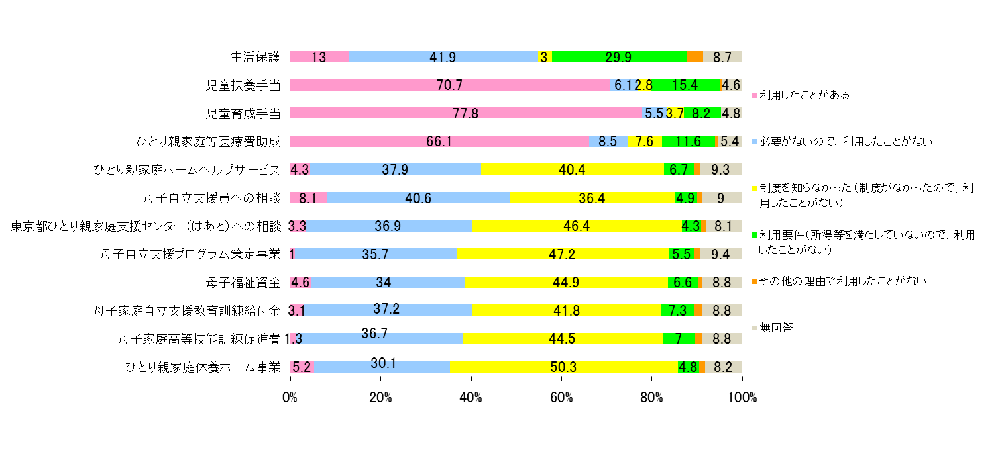 生活保護 13 41.9 3 29.9 8.7
児童扶養手当 70.7 6.1 2.8 15.4 4.6
児童育成手当 77.8 5.5 3.7 8.2 4.8
ひとり親家庭等医療費助成 66.1 8.5 7.6 11.6 5.4
ひとり親家庭ホームヘルプサービス 4.3 37.9 40.4 6.7 9.3
母子自立支援員への相談 8.1 40.6 36.4 4.9 9
東京都ひとり親家庭支援センター(はあと)への相談 3.3 36.9 46.4 4.3 8.1
母子自立支援プログラム策定事業 1 35.7 47.2 5.5 9.4
母子福祉資金 4.6 34 44.9 6.6 8.8
母子家庭自立支援教育訓練給付金 3.1 37.2 41.8 7.3 8.8
母子家庭高等技能訓練促進費 1.3 36.7 44.5 7 8.8
ひとり親家庭休養ホーム事業 5.2 30.1 50.3 4.8 8.2
0% 20% 40% 60% 80% 100%
利用したことがある
必要がないので、利用したことがない
制度を知らなかった(制度がなかったので、利
用したことがない)
利用要件(所得等を満たしていないので、利用
したことがない)
その他の理由で利用したことがない
無回答